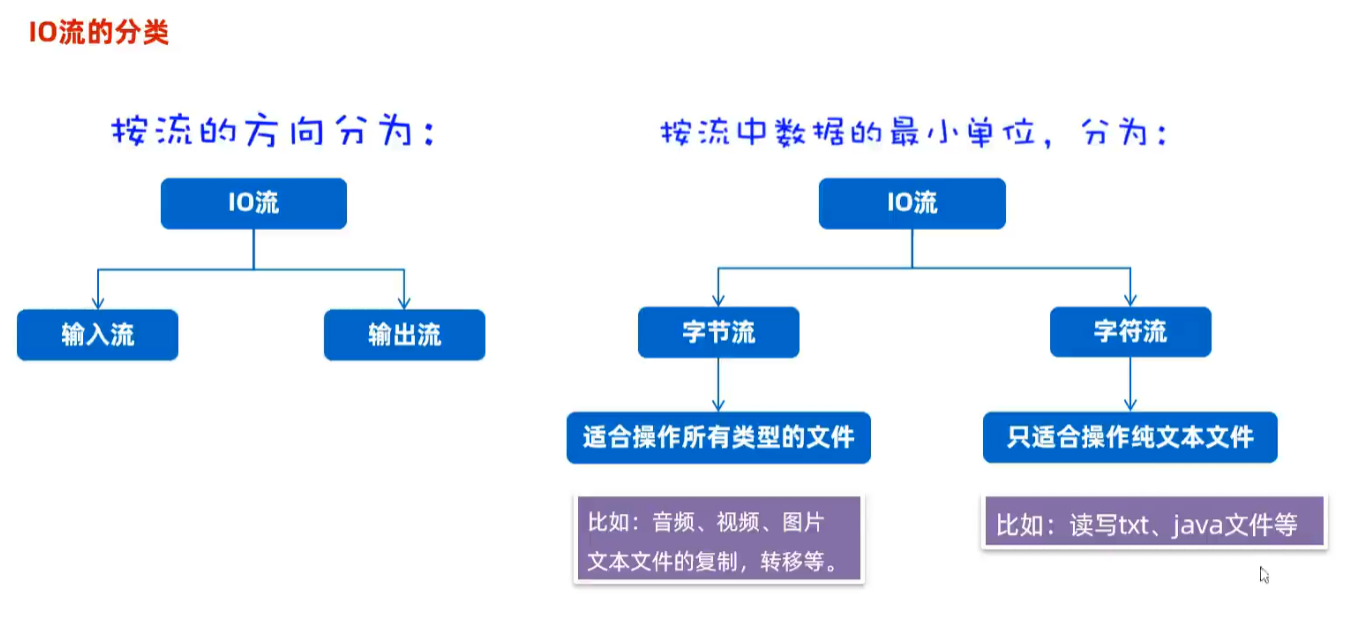 IO流的分类
按流的方向分为：
IO流
输入流
输出流
按流中数据的最小单位，分为：
IO流
字节流
字符流
适合操作所有类型的文件
只适合操作纯文本文件
比如：音频、视频、图片
文本文件的复制，转移等。
比如：读写txt、java文件等